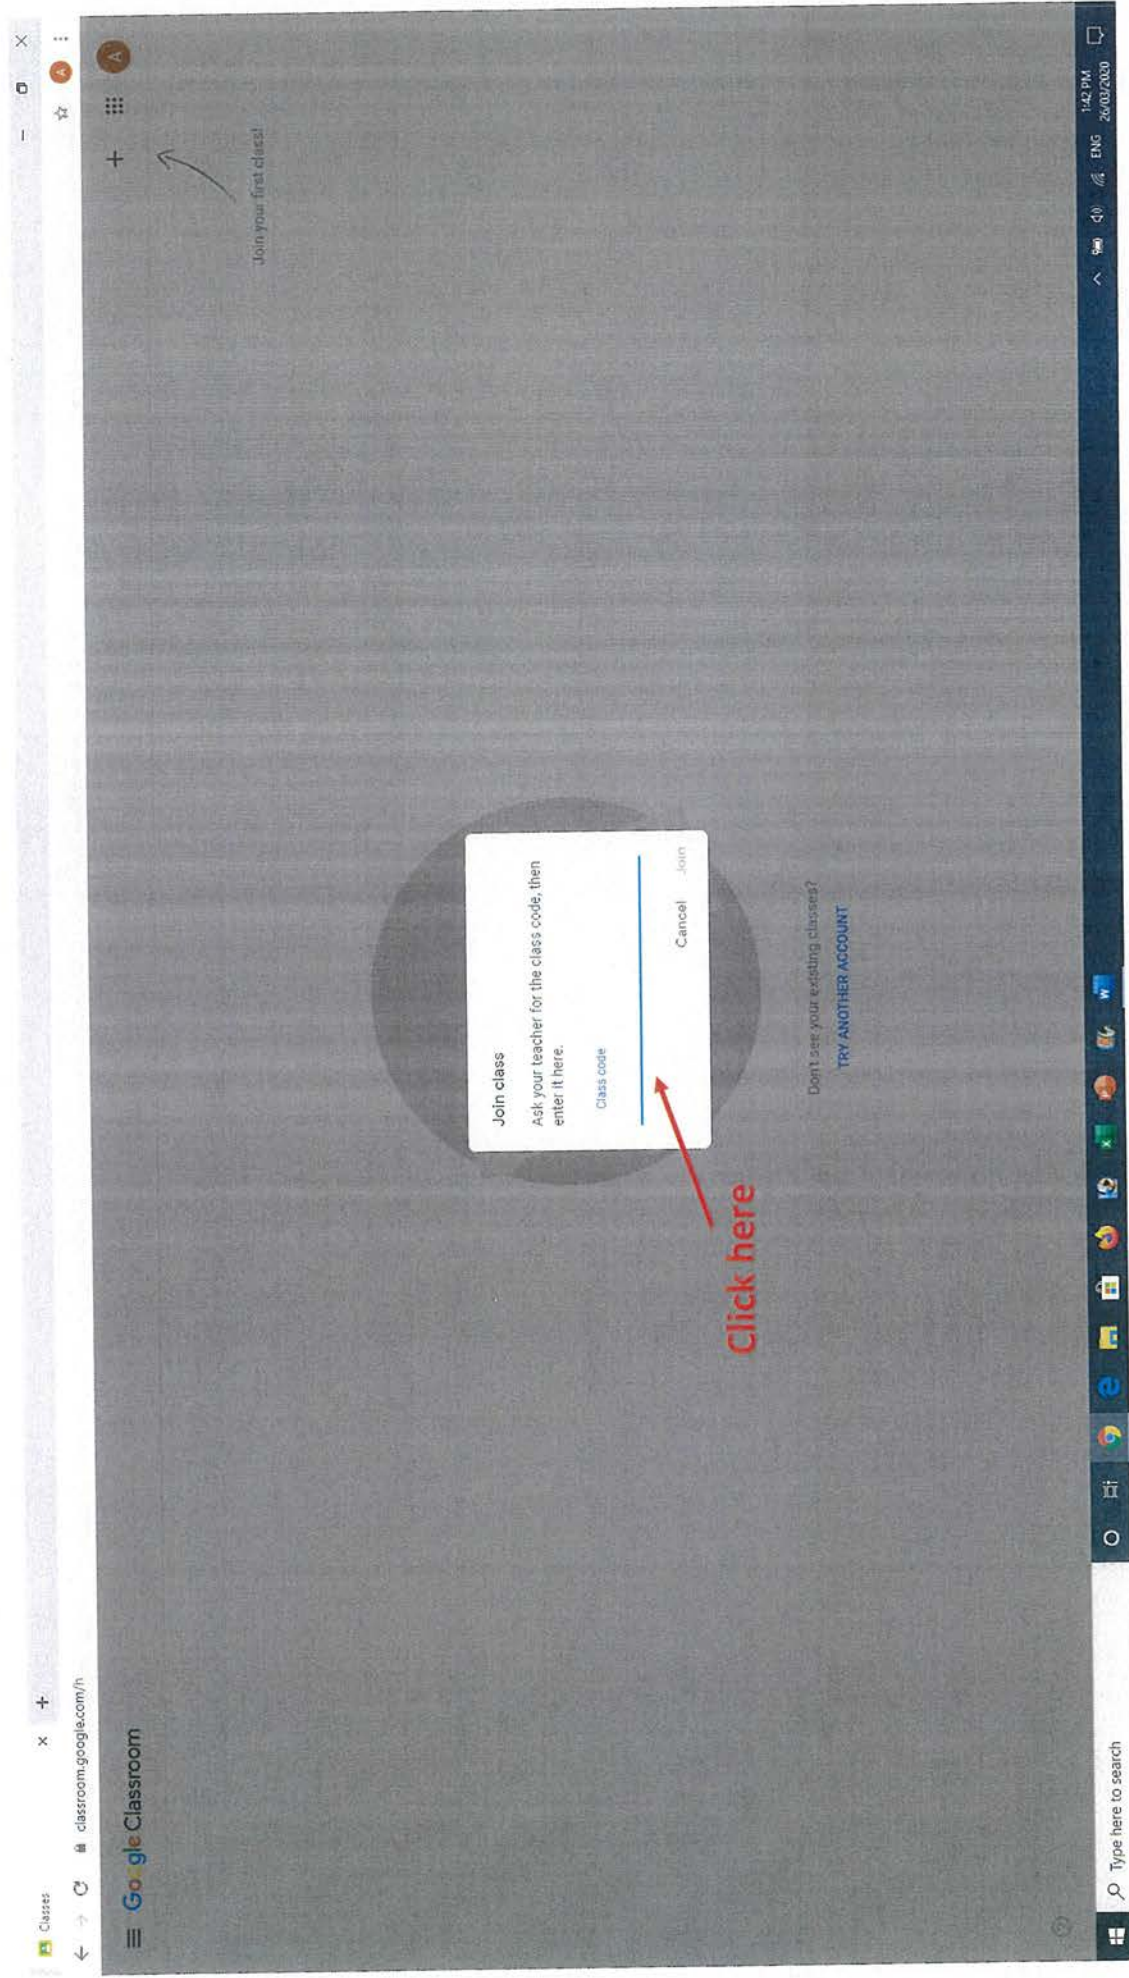 Classes
classroom.google.com/h
A
Google Classroom
A
Join your first class!
Join class
Ask your teacher for the class code, then
enter it here.
Class code
Cancel Join
Click here
Don't see your existing classes?
TRY ANOTHER ACCOUNT
Type here to search
ENG
1:42 PM
26/03/2020